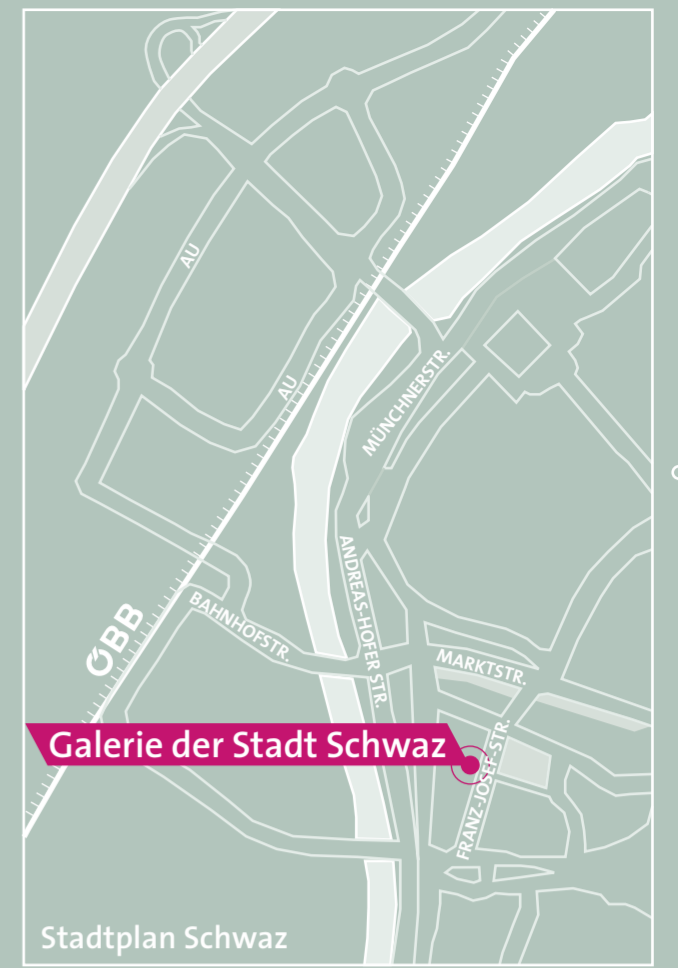 AU
AU
MÜNCHNERSTR.
ANDREAS-HOFER STR.
BAHNHOFSTR.
ÖBB
MARKTSTR.
Galerie der Stadt Schwaz
FRANZ-JOSEF-STR.
Stadtplan Schwaz